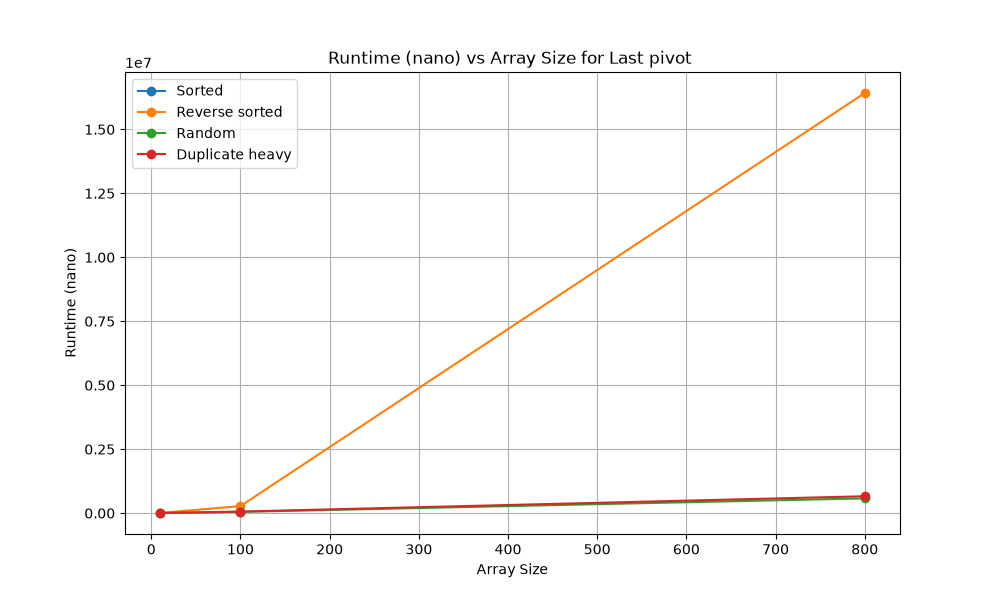 Runtime (nano) vs Array Size for Last pivot
1e7
Sorted
Reverse sorted
Random
Duplicate heavy
1.50
1.25
1.00
0.75
0.50
0.25
0.00
Runtime (nano)
0 100 200 300 400 500 600 700 800
Array Size